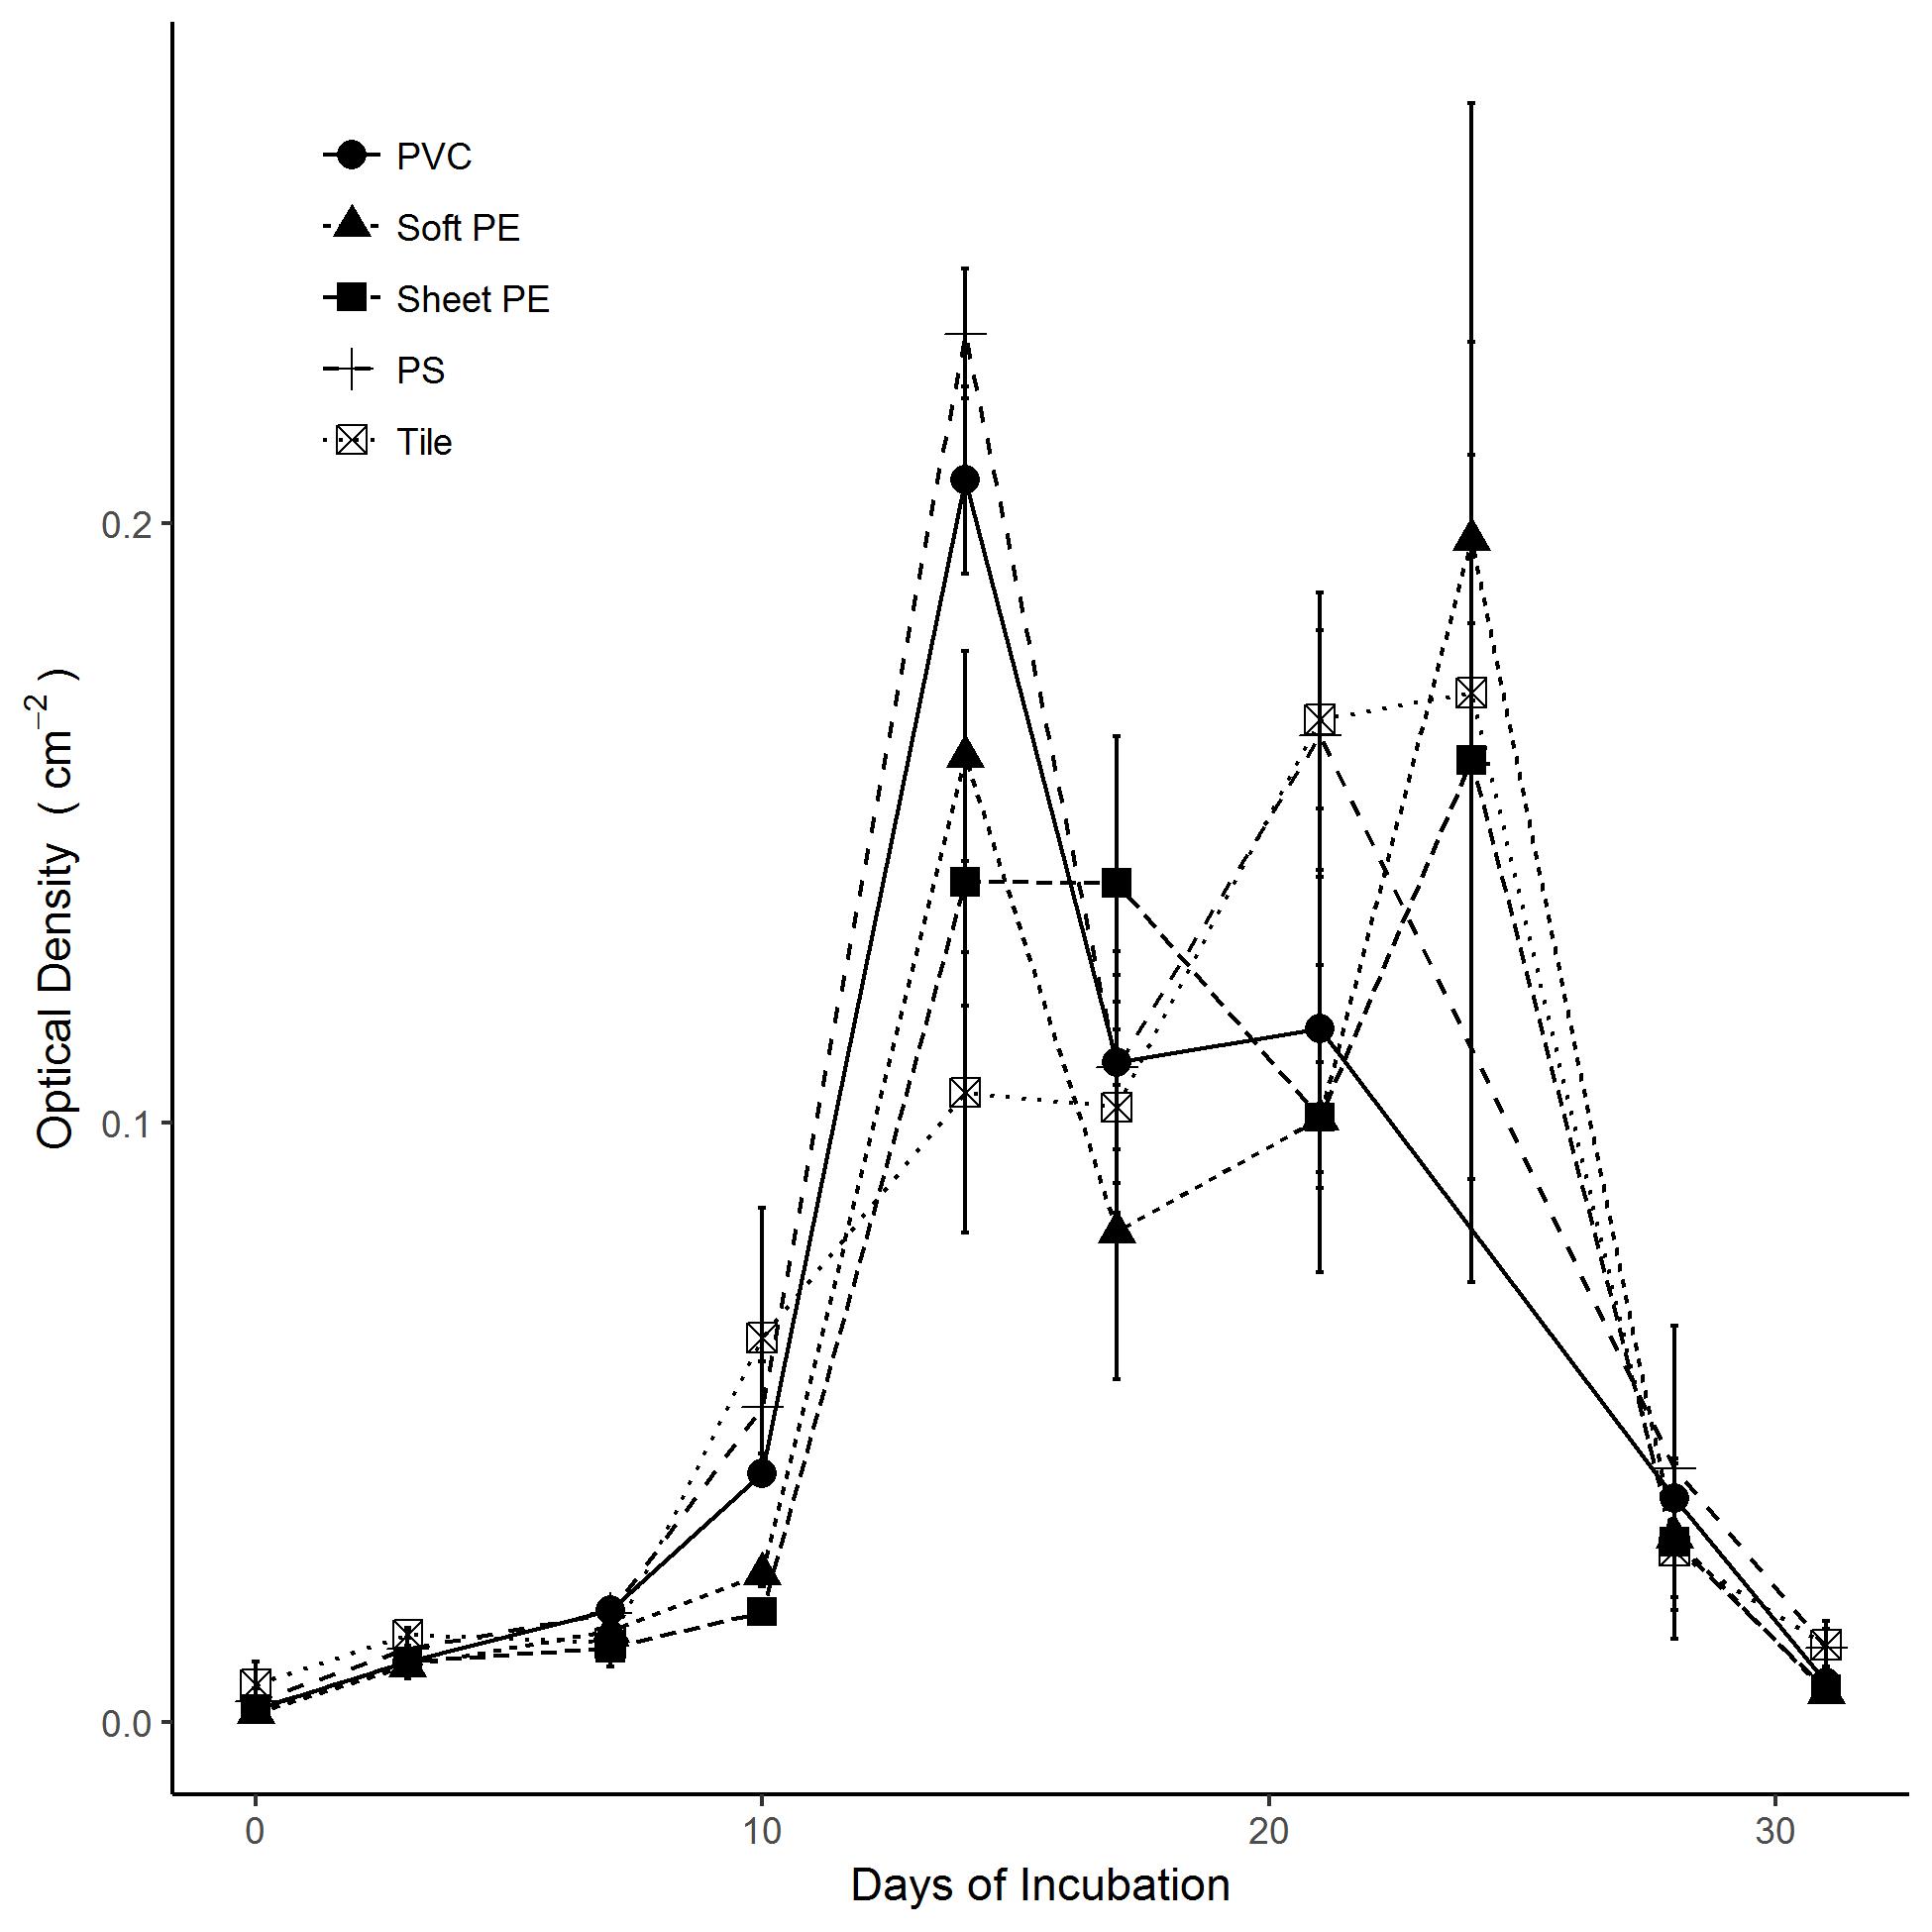 PVC
Soft PE
Sheet PE
PS
Tile
Optical Density ( cm−2 )
0.2
0.1
0.0
0 10 20 30
Days of Incubation